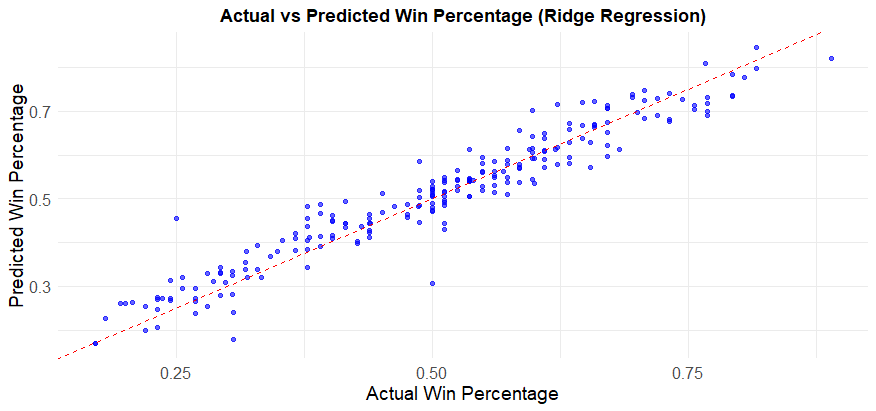 Actual vs Predicted Win Percentage (Ridge Regression)
Predicted Win Percentage
0.7
0.5
0.3
0.25 0.50 0.75
Actual Win Percentage